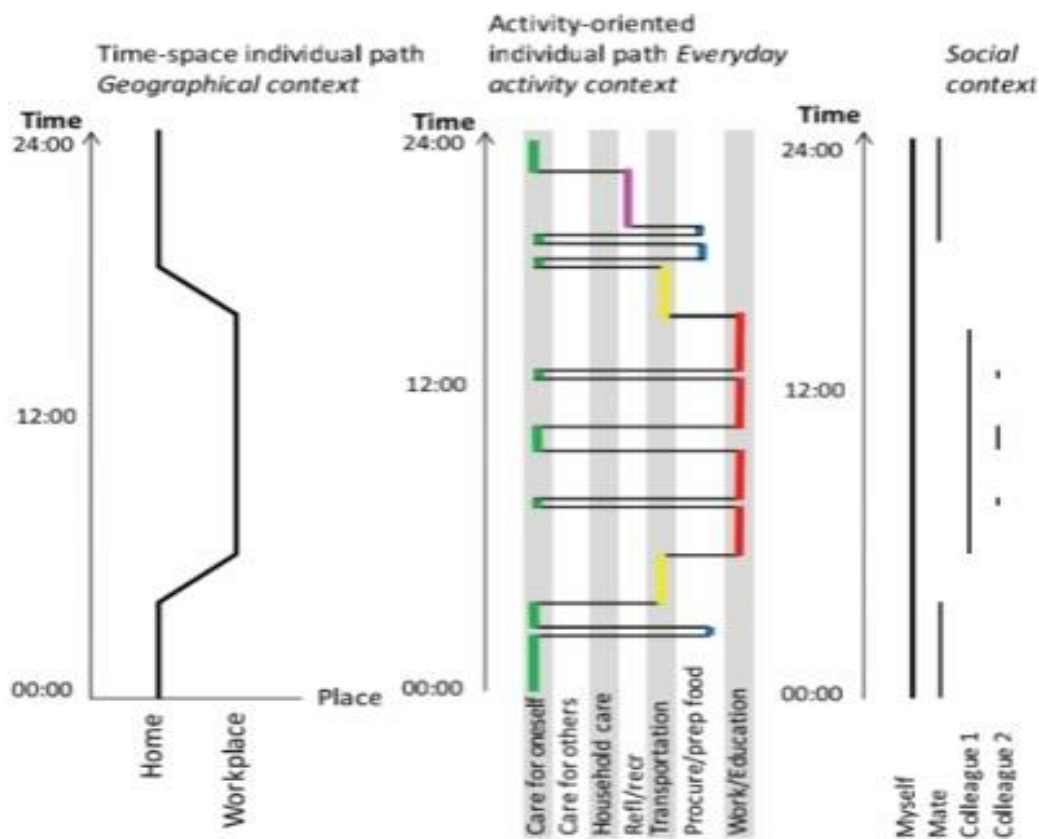 Time-space individual path
Geographical context
Time
24:00
12:00
00:00
Place
Home
Workplace
Activity-oriented
individual path Everyday
activity context
Time
24:00
12:00
00:00
Care for oneself
Care for others
Household care
Refl/recr
Transportation
Procure/prep food
Work/Education
Social
context
Time
24:00
12:00
00:00
Myself
Mate
Colleague 1
Colleague 2